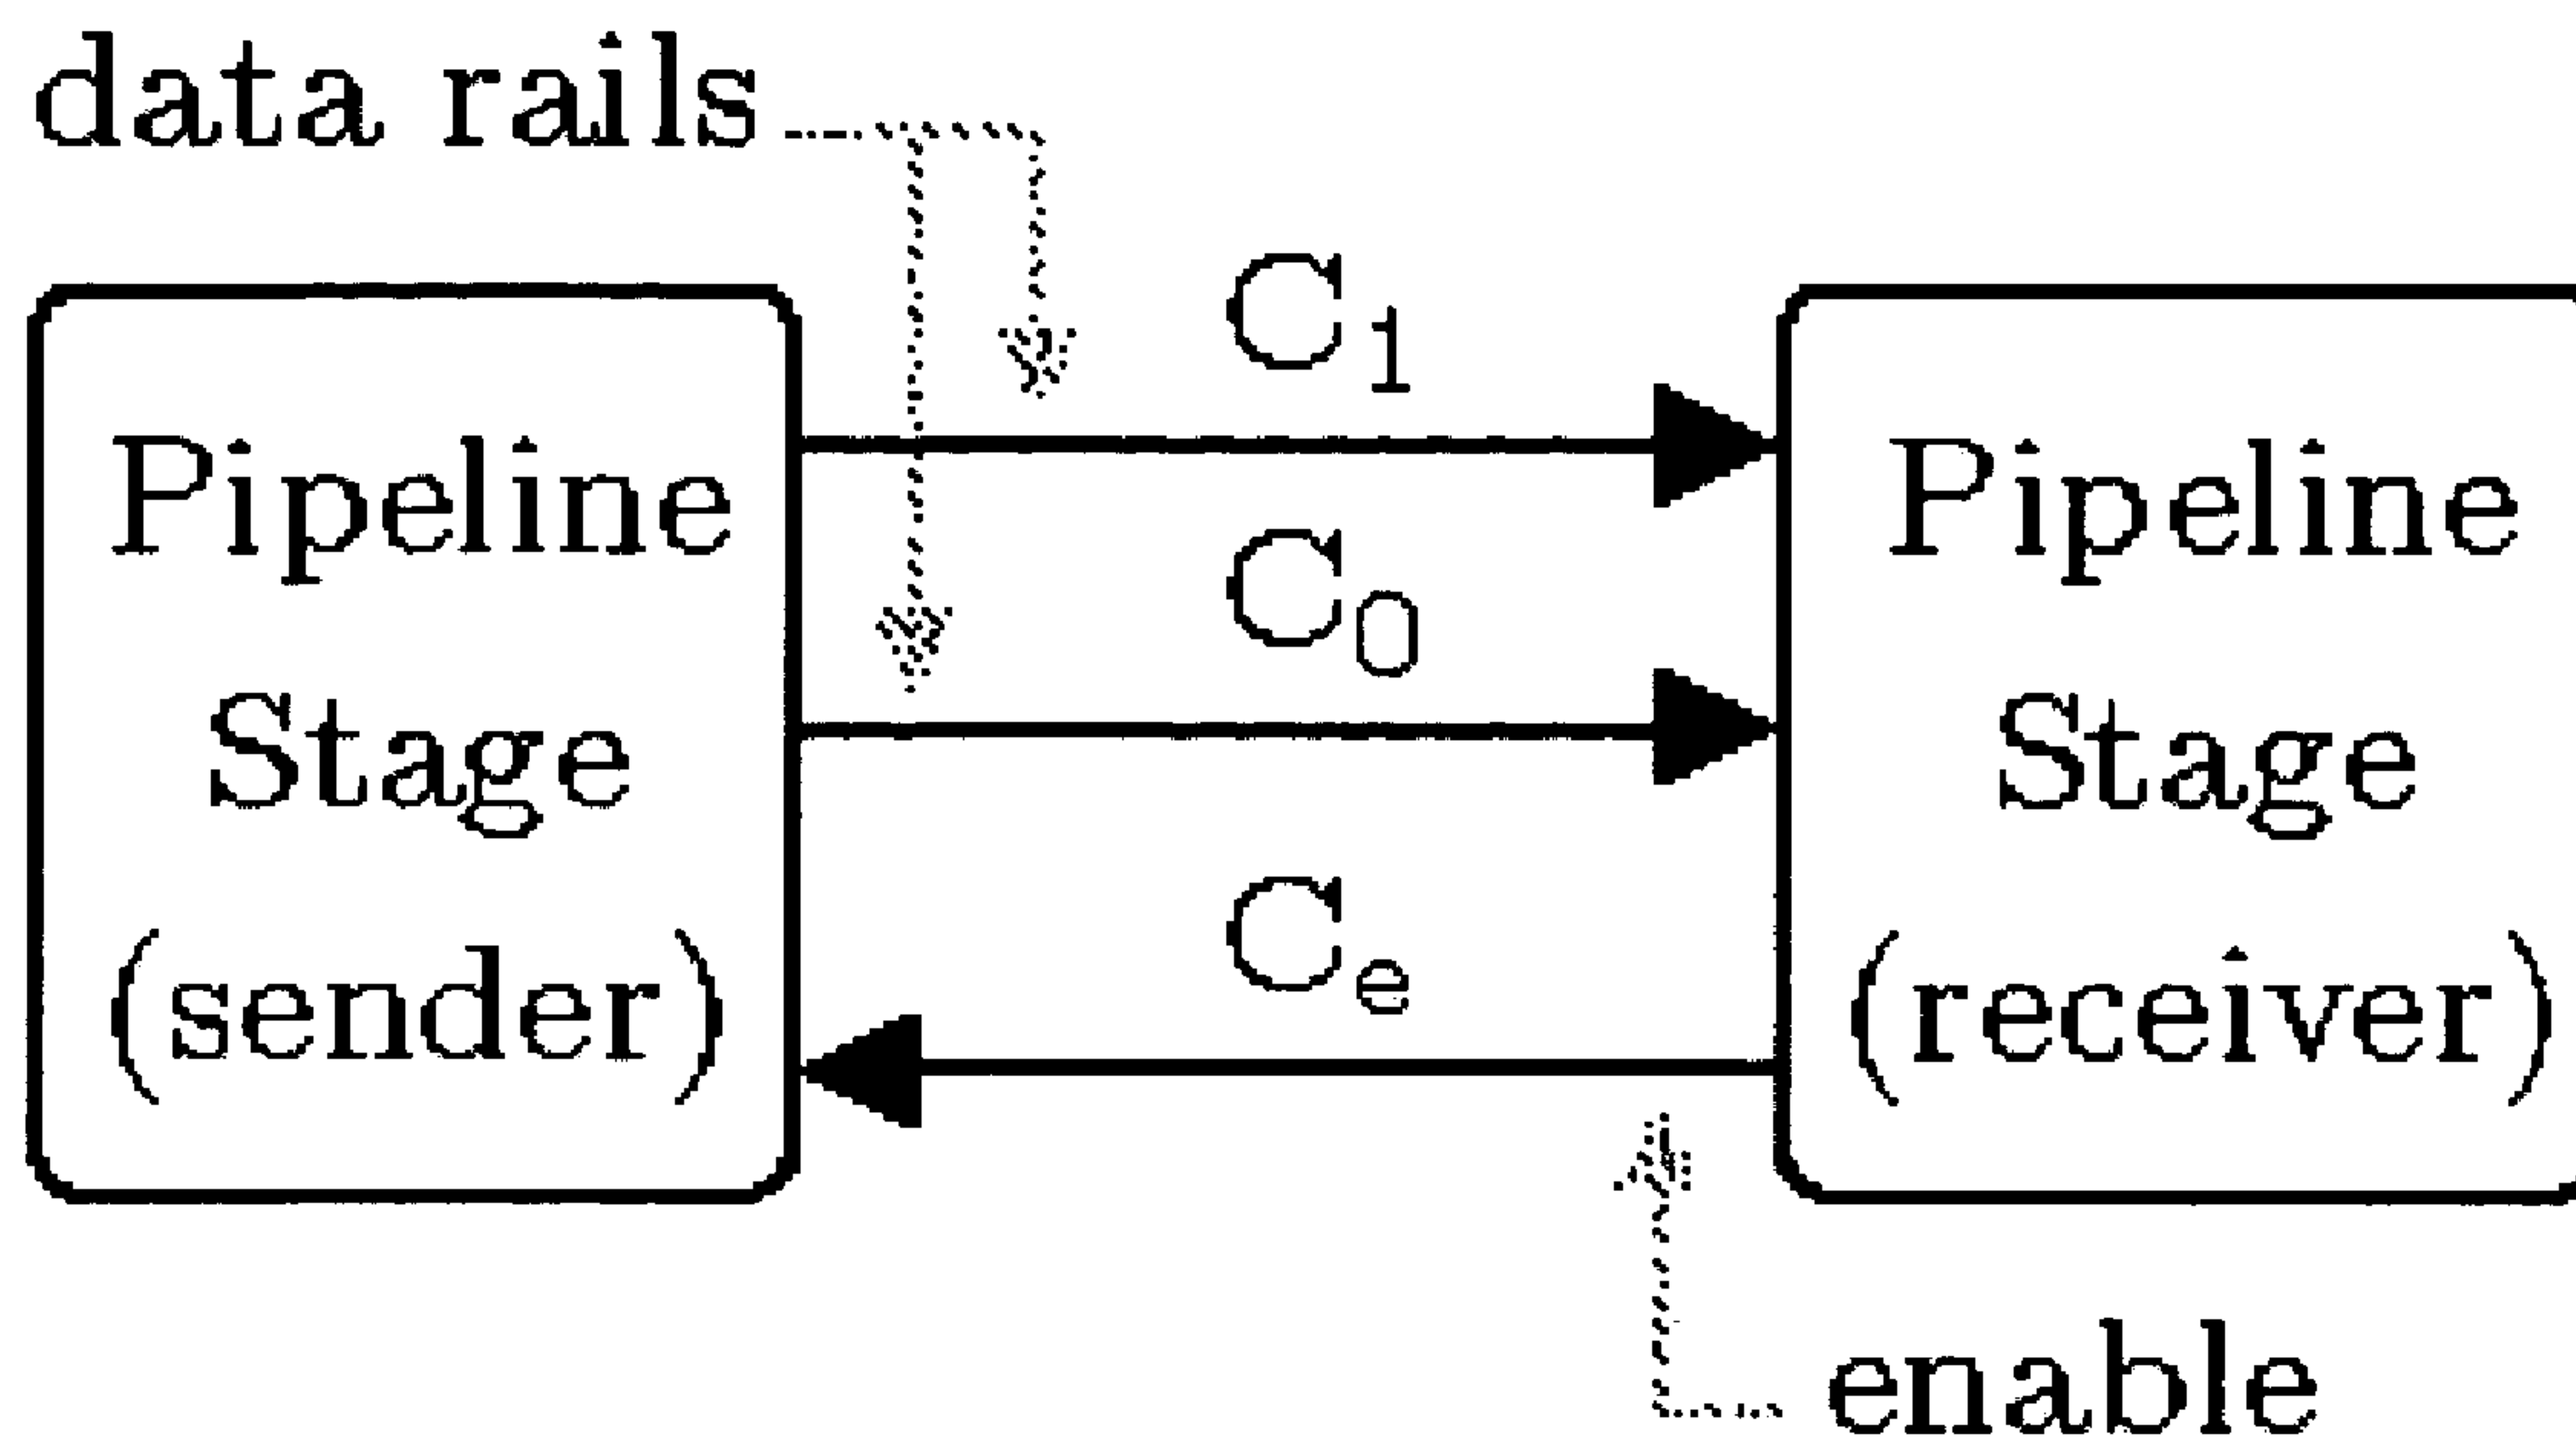 data rails
C1
Pipeline
Stage
(sender)
C0
Ce
Pipeline
Stage
(receiver)
enable